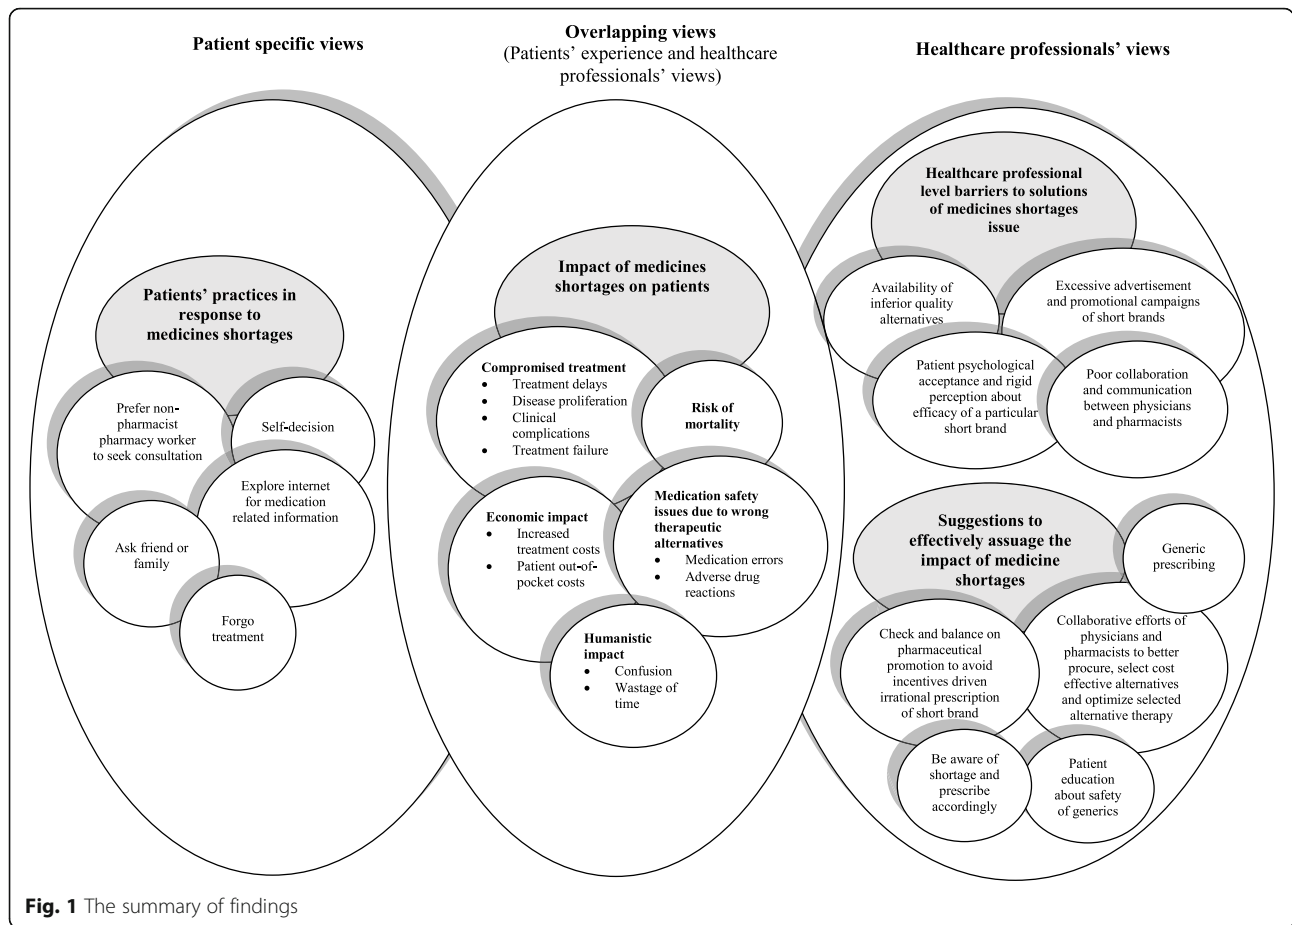 Patient specific views
Patients' practices in
response to
medicines shortages
Prefer non-
pharmacist
pharmacy worker
to seek consultation
Self-decision
Explore internet
for medication
related information
Ask friend or
family
Forgo
treatment
Overlapping views
(Patients' experience and healthcare
professionals' views)
Impact of medicines
shortages on patients
Compromised treatment
• Treatment delays
• Disease proliferation
• Clinical
complications
• Treatment failure
Risk of
mortality
Economic impact
• Increased
treatment costs
• Patient out-of-
pocket costs
Medication safety
issues due to wrong
therapeutic
alternatives
• Medication errors
• Adverse drug
reactions
Humanistic
impact
• Confusion
• Wastage of
time
Healthcare professionals' views
Healthcare professional
level barriers to solutions
of medicines shortages
issue
Availability of
inferior quality
alternatives
Excessive advertisement
and promotional campaigns
of short brands
Patient psychological
acceptance and rigid
perception about
efficacy of a particular
short brand
Poor collaboration
and communication
between physicians
and pharmacists
Suggestions to
effectively assuage the
impact of medicine
shortages
Generic
prescribing
Check and balance on
pharmaceutical
promotion to avoid
incentives driven
irrational prescription
of short brand
Collaborative efforts of
physicians and
pharmacists to better
procure, select cost
effective alternatives
and optimize selected
alternative therapy
Be aware of
shortage and
prescribe
accordingly
Patient
education
about safety
of generics
Fig. 1 The summary of findings